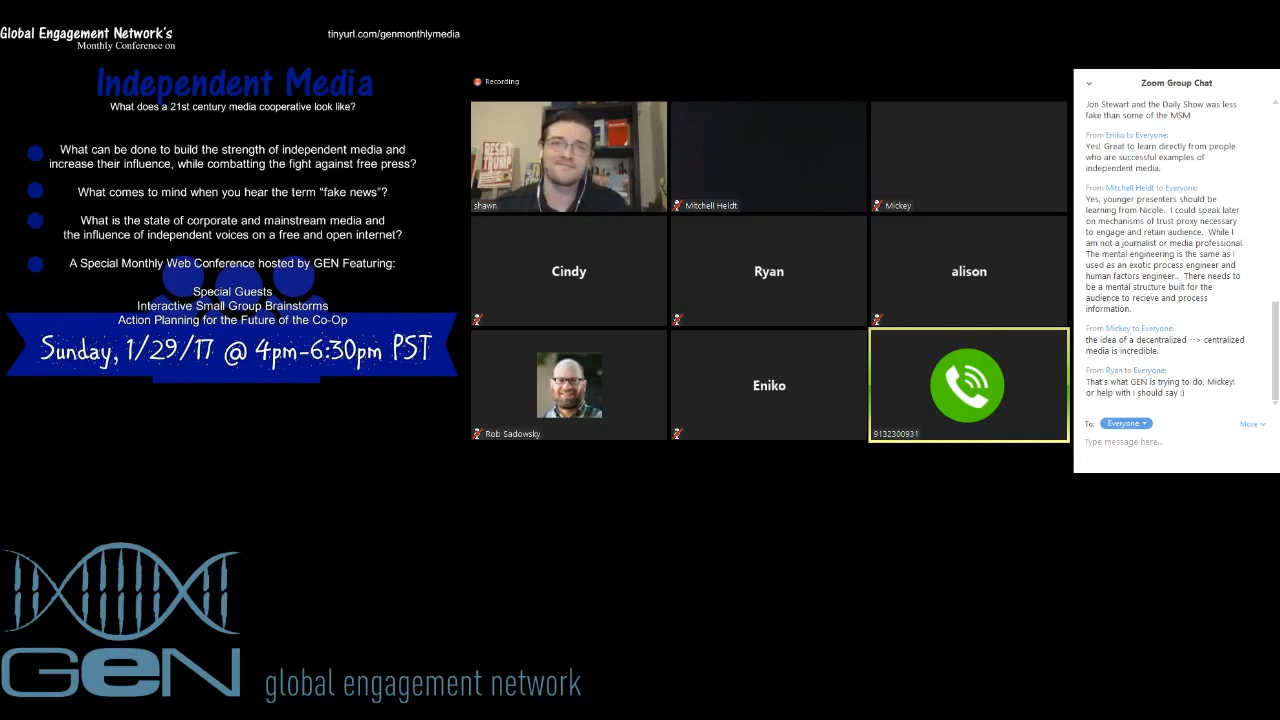 Global Engagement Network's
Monthly Conference on
tinyurl.com/genmonthlymedia
Independent Media
What does a 21st century media cooperative look like?
What can be done to build the strength of independent media and
increase their influence, while combatting the fight against free press?
What comes to mind when you hear the term "fake news"?
What is the state of corporate and mainstream media and
the influence of independent voices on a free and open internet?
A Special Monthly Web Conference hosted by GEN Featuring:
Special Guests
Interactive Small Group Brainstorms
Action Planning for the Future of the Co-Op
Sunday, 1/29/17 @ 4pm-6:30pm PST
Recording
RESIST
TRUMP
shawn
Mitchell Heldt
Mickey
Cindy
Ryan
alison
Rob Sadowsky
Eniko
9132300931
Zoom Group Chat
Jon Stewart and the Daily Show was less
fake than some of the MSM
From Eniko to Everyone:
Yes! Great to learn directly from people
who are successful examples of
independent media.
From Mitchell Heldt to Everyone:
Yes, younger presenters should be
learning from Nicole. I could speak later
on mechanisms of trust proxy necessary
to engage and retain audience. While I
am not a journalist or media professional.
The mental engineering is the same as I
used as an exotic process engineer and
human factors engineer.. There needs to
be a mental structure built for the
audience to recieve and process
information.
From Mickey to Everyone:
the idea of a decentralized --> centralized
media is incredible.
From Ryan to Everyone:
That's what GEN is trying to do, Mickey!
or help with I should say :)
To: Everyone
More
Type message here...
GeN
global engagement network